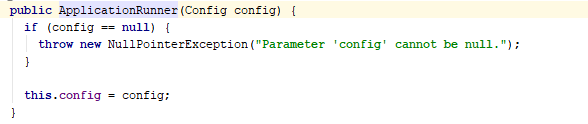 public ApplicationRunner(Config config) {
if (config == null) {
throw new NullPointerException("Parameter 'config' cannot be null.");
}
this.config = config;
}